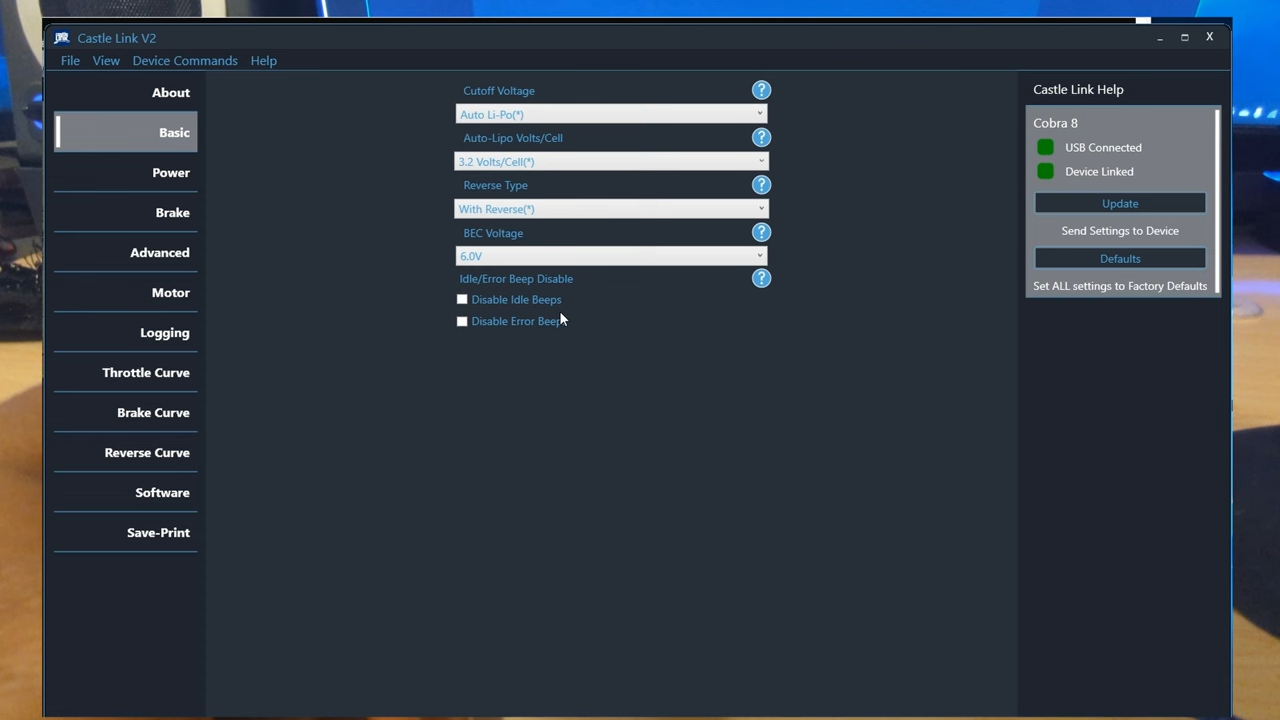 Castle Link V2
File View Device Commands Help
About
Basic
Power
Brake
Advanced
Motor
Logging
Throttle Curve
Brake Curve
Reverse Curve
Software
Save-Print
Cutoff Voltage
Auto Li-Po(*)
Auto-Lipo Volts/Cell
3.2 Volts/Cell(*)
Reverse Type
With Reverse(*)
BEC Voltage
6.0V
Idle/Error Beep Disable
Disable Idle Beeps
Disable Error Beeps
Castle Link Help
Cobra 8
USB Connected
Device Linked
Update
Send Settings to Device
Defaults
Set ALL settings to Factory Defaults